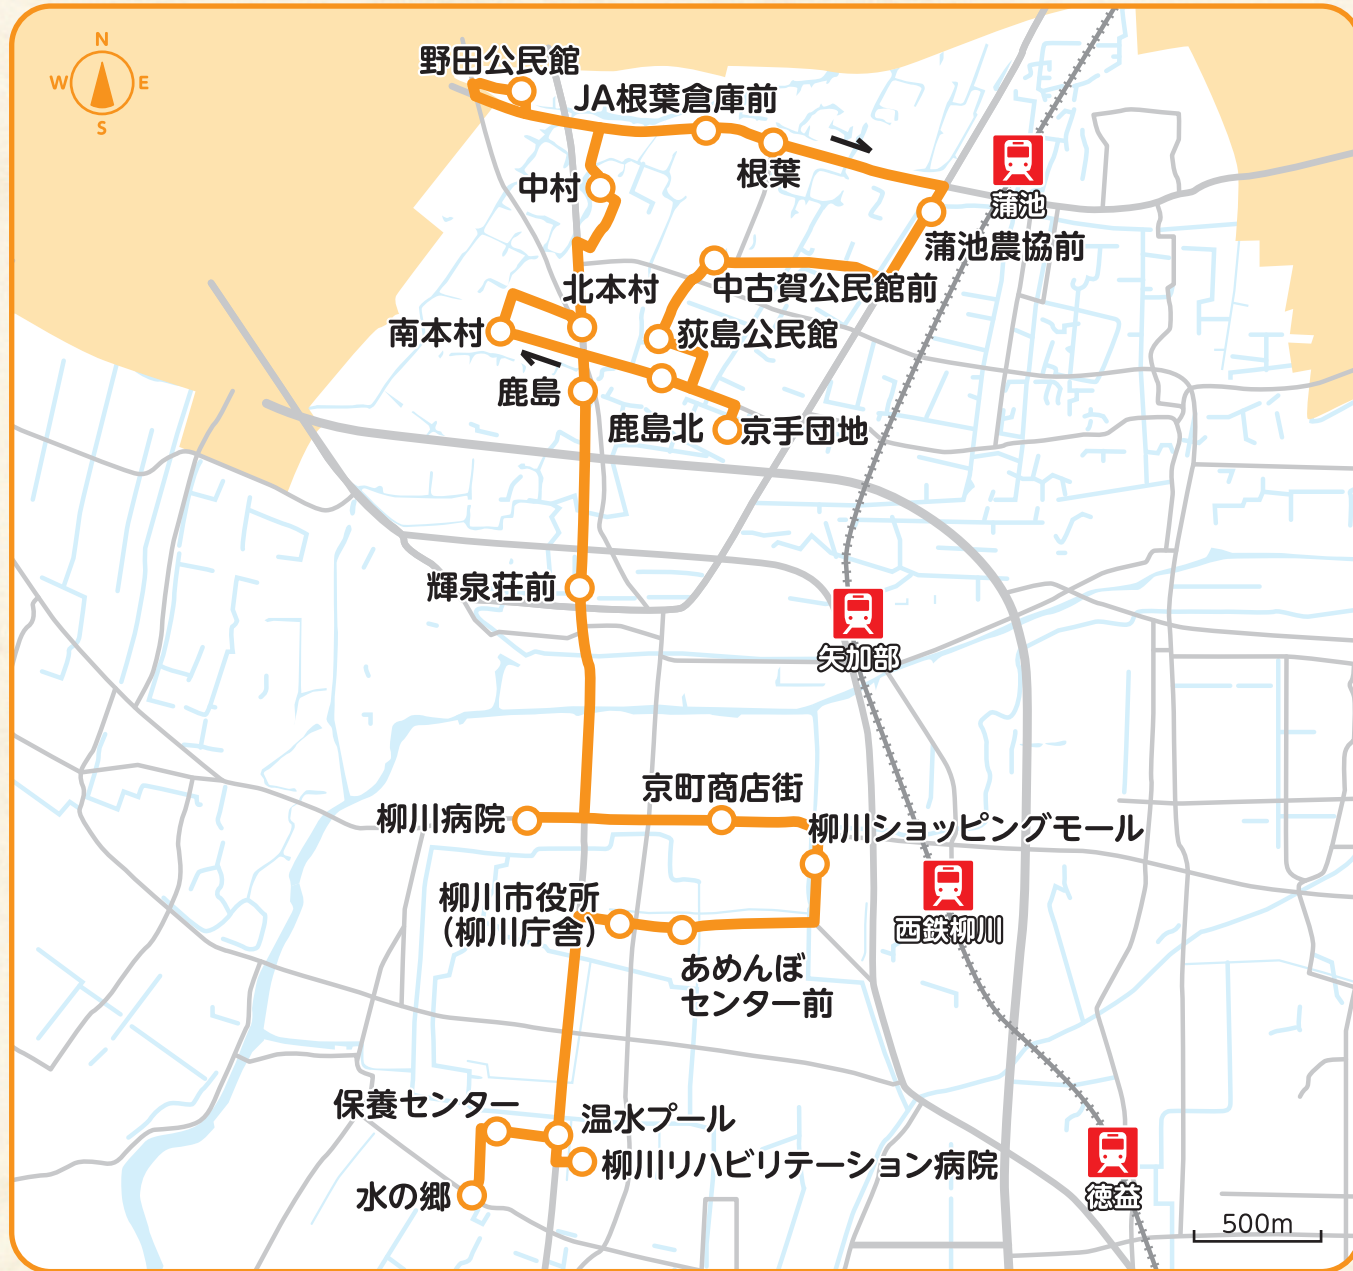 N
W
E
S
野田公民館
JA根葉倉庫前
根葉
中村
蒲池
蒲池農協前
北本村
中古賀公民館前
南本村
荻島公民館
鹿島
鹿島北
京手団地
輝泉荘前
矢加部
京町商店街
柳川病院
柳川ショッピングモール
柳川市役所
（柳川庁舎）
西鉄柳川
あめんぼ
センター前
保養センター
温水プール
柳川リハビリテーション病院
水の郷
徳益
500m